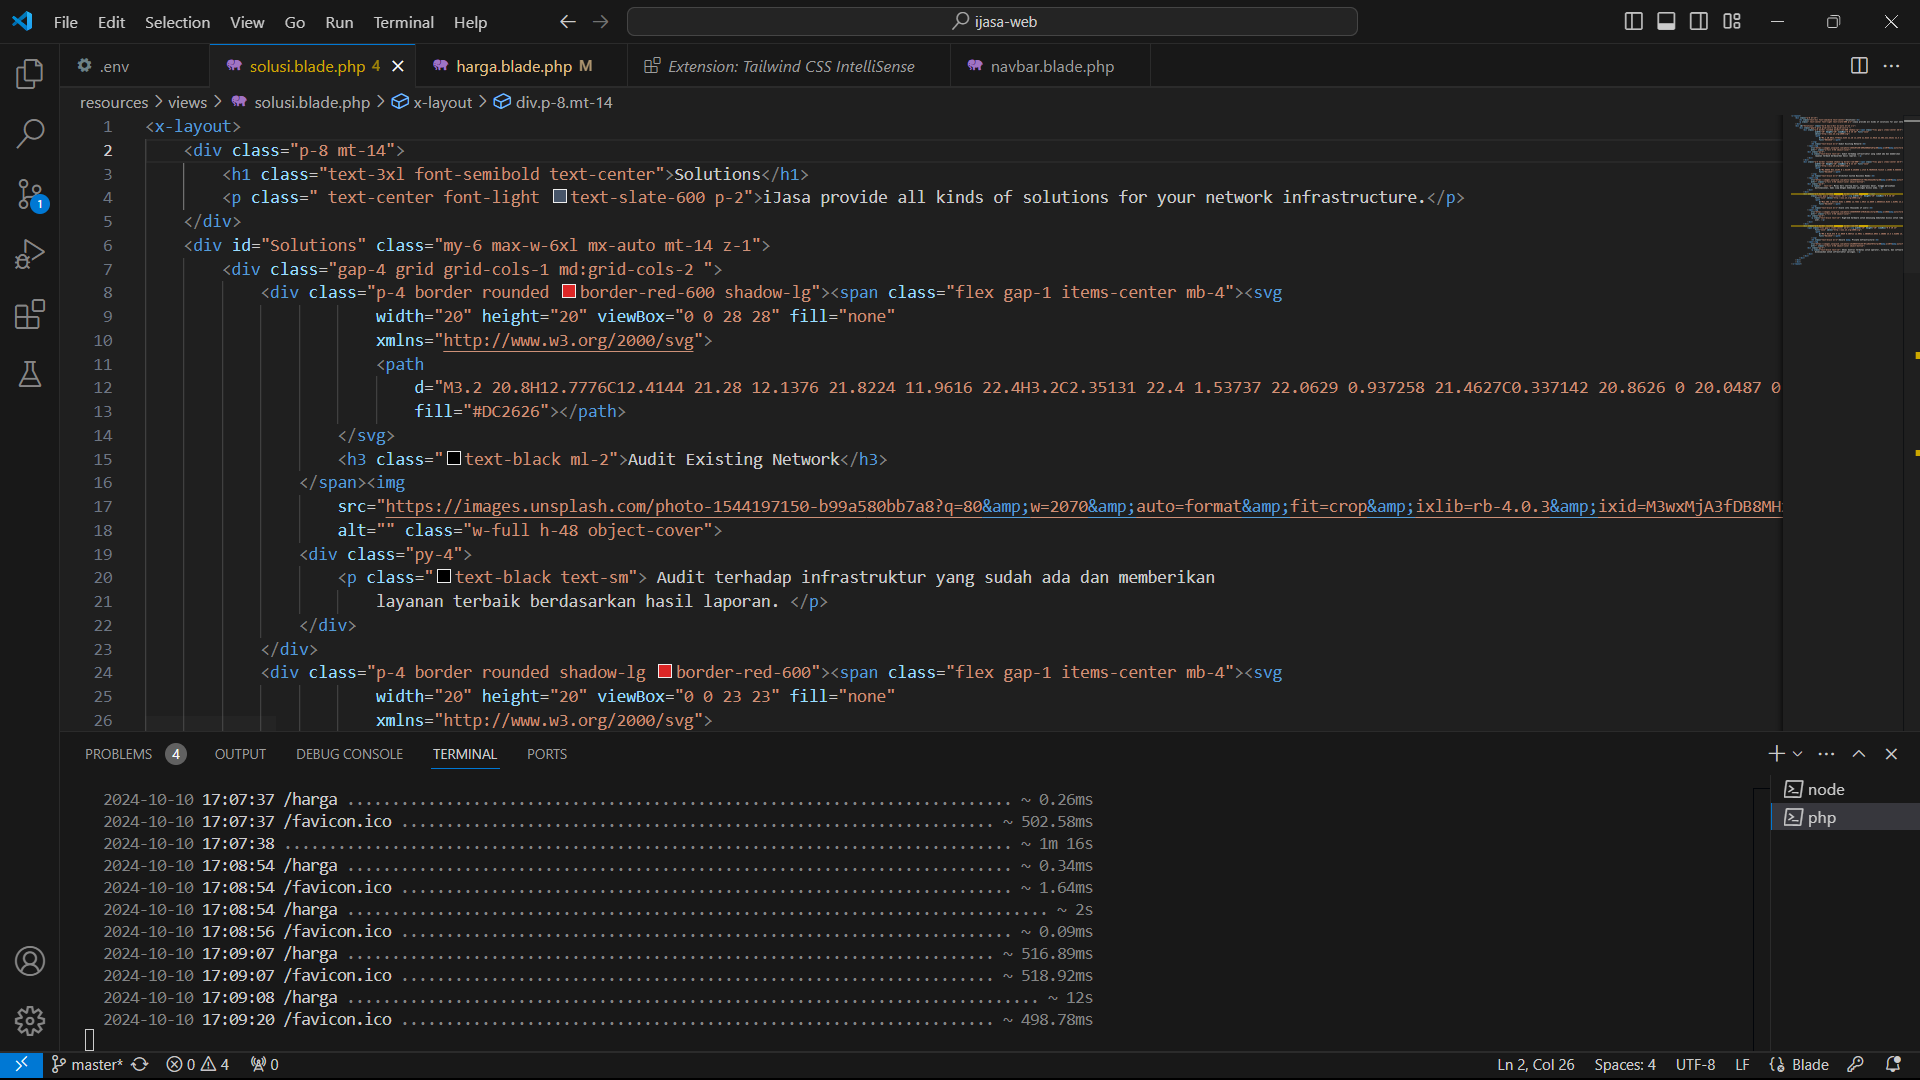 File Edit Selection View Go Run Terminal Help ijasa-web
.env solusi.blade.php 4 harga.blade.php M Extension: Tailwind CSS IntelliSense navbar.blade.php
resources > views > solusi.blade.php > x-layout > div.p-8.mt-14
1 <x-layout>
2 <div class="p-8 mt-14">
3 <h1 class="text-3xl font-semibold text-center">Solutions</h1>
4 <p class=" text-center font-light text-slate-600 p-2">iJasa provide all kinds of solutions for your network infrastructure.</p>
5 </div>
6 <div id="Solutions" class="my-6 max-w-6xl mx-auto mt-14 z-1">
7 <div class="gap-4 grid grid-cols-1 md:grid-cols-2 ">
8 <div class="p-4 border rounded border-red-600 shadow-lg"><span class="flex gap-1 items-center mb-4"><svg
9 width="20" height="20" viewBox="0 0 28 28" fill="none"
10 xmlns="http://www.w3.org/2000/svg">
11 <path
12 d="M3.2 20.8H12.7776C12.4144 21.28 12.1376 21.8224 11.9616 22.4H3.2C2.35131 22.4 1.53737 22.0629 0.937258 21.4627C0.337142 20.8626 0 20.0487 0
13 fill="#DC2626"></path>
14 </svg>
15 <h3 class="text-black ml-2">Audit Existing Network</h3>
16 </span><img
17 src="https://images.unsplash.com/photo-1544197150-b99a580bb7a8?q=80&amp;w=2070&amp;auto=format&amp;fit=crop&amp;ixlib=rb-4.0.3&amp;ixid=M3wxMjA3fDB8MH
18 alt="" class="w-full h-48 object-cover">
19 <div class="py-4">
20 <p class="text-black text-sm"> Audit terhadap infrastruktur yang sudah ada dan memberikan
21 layanan terbaik berdasarkan hasil laporan. </p>
22 </div>
23 </div>
24 <div class="p-4 border rounded shadow-lg border-red-600"><span class="flex gap-1 items-center mb-4"><svg
25 width="20" height="20" viewBox="0 0 23 23" fill="none"
26 xmlns="http://www.w3.org/2000/svg">
PROBLEMS 4 OUTPUT DEBUG CONSOLE TERMINAL PORTS
node
php
2024-10-10 17:07:37 /harga ........................................................................ ~ 0.26ms
2024-10-10 17:07:37 /favicon.ico ................................................................ ~ 502.58ms
2024-10-10 17:07:38 ............................................................................... ~ 1m 16s
2024-10-10 17:08:54 /harga ........................................................................ ~ 0.34ms
2024-10-10 17:08:54 /favicon.ico .................................................................. ~ 1.64ms
2024-10-10 17:08:54 /harga ............................................................................ ~ 2s
2024-10-10 17:08:56 /favicon.ico .................................................................. ~ 0.09ms
2024-10-10 17:09:07 /harga ...................................................................... ~ 516.89ms
2024-10-10 17:09:07 /favicon.ico ................................................................ ~ 518.92ms
2024-10-10 17:09:08 /harga ........................................................................... ~ 12s
2024-10-10 17:09:20 /favicon.ico ................................................................ ~ 498.78ms
master* 0 4 0 Ln 2, Col 26 Spaces: 4 UTF-8 LF Blade
1